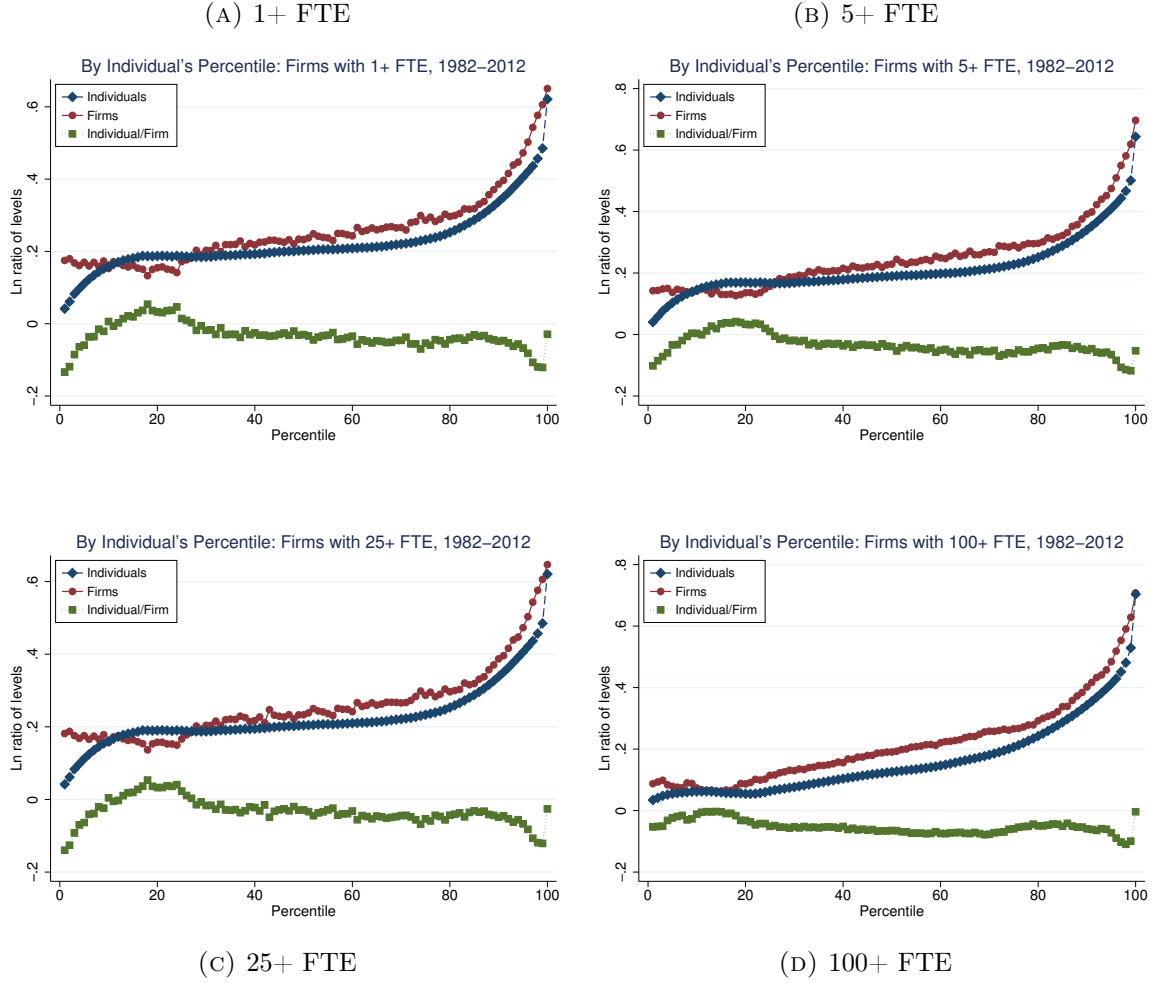 (A) 1+ FTE
By Individual's Percentile: Firms with 1+ FTE, 1982−2012
Individuals
Firms
Individual/Firm
Ln ratio of levels
.6
.4
.2
0
−.2
0 20 40 60 80 100
Percentile
(B) 5+ FTE
By Individual's Percentile: Firms with 5+ FTE, 1982−2012
Individuals
Firms
Individual/Firm
Ln ratio of levels
.8
.6
.4
.2
0
−.2
0 20 40 60 80 100
Percentile
By Individual's Percentile: Firms with 25+ FTE, 1982−2012
Individuals
Firms
Individual/Firm
Ln ratio of levels
.6
.4
.2
0
−.2
0 20 40 60 80 100
Percentile
(C) 25+ FTE
By Individual's Percentile: Firms with 100+ FTE, 1982−2012
Individuals
Firms
Individual/Firm
Ln ratio of levels
.8
.6
.4
.2
0
−.2
0 20 40 60 80 100
Percentile
(D) 100+ FTE